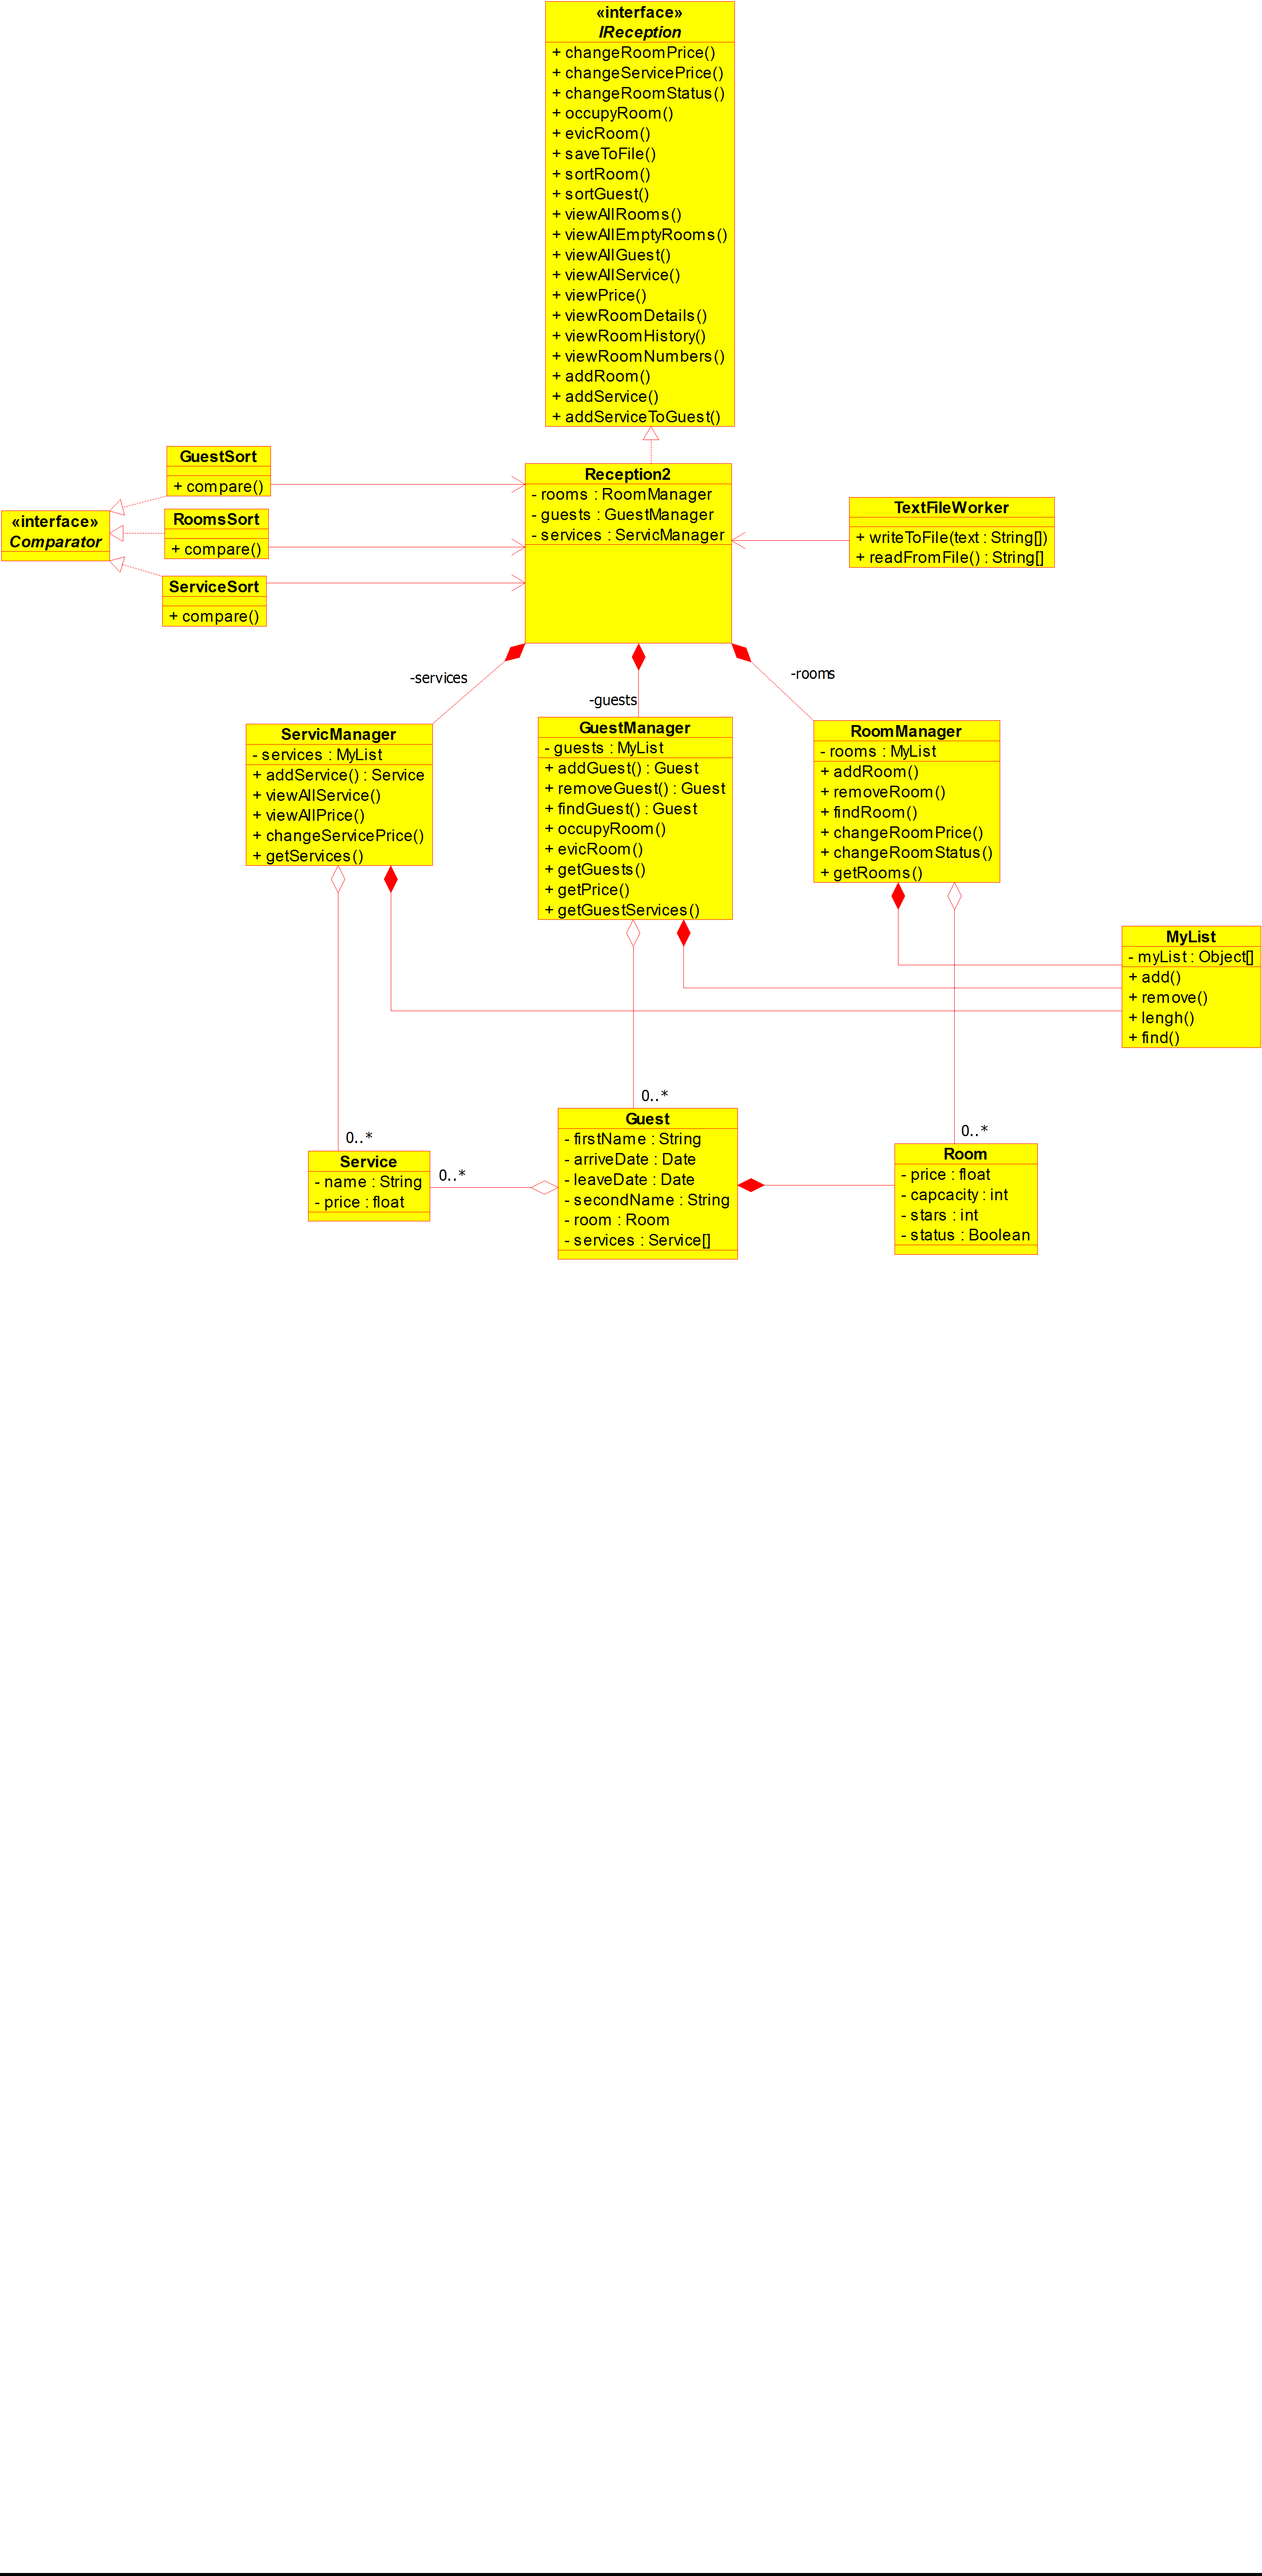 «interface»
IReception
+ changeRoomPrice()
+ changeServicePrice()
+ changeRoomStatus()
+ occupyRoom()
+ evicRoom()
+ saveToFile()
+ sortRoom()
+ sortGuest()
+ viewAllRooms()
+ viewAllEmptyRooms()
+ viewAllGuest()
+ viewAllService()
+ viewPrice()
+ viewRoomDetails()
+ viewRoomHistory()
+ viewRoomNumbers()
+ addRoom()
+ addService()
+ addServiceToGuest()
GuestSort
+ compare()
«interface»
Comparator
RoomsSort
+ compare()
ServiceSort
+ compare()
Reception2
- rooms : RoomManager
- guests : GuestManager
- services : ServicManager
TextFileWorker
+ writeToFile(text : String[])
+ readFromFile() : String[]
-services
-guests
-rooms
ServicManager
- services : MyList
+ addService() : Service
+ viewAllService()
+ viewAllPrice()
+ changeServicePrice()
+ getServices()
GuestManager
- guests : MyList
+ addGuest() : Guest
+ removeGuest() : Guest
+ findGuest() : Guest
+ occupyRoom()
+ evicRoom()
+ getGuests()
+ getPrice()
+ getGuestServices()
RoomManager
- rooms : MyList
+ addRoom()
+ removeRoom()
+ findRoom()
+ changeRoomPrice()
+ changeRoomStatus()
+ getRooms()
MyList
- myList : Object[]
+ add()
+ remove()
+ lengh()
+ find()
0..*
0..*
0..*
0..*
Service
- name : String
- price : float
Guest
- firstName : String
- arriveDate : Date
- leaveDate : Date
- secondName : String
- room : Room
- services : Service[]
Room
- price : float
- capcacity : int
- stars : int
- status : Boolean